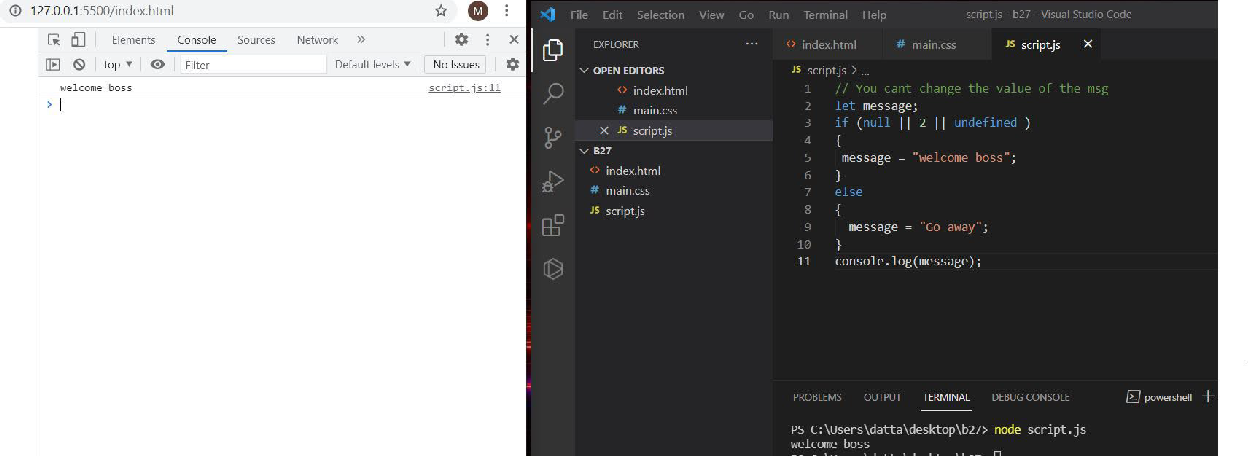 127.0.0.1:5500/index.html
M
Elements Console Sources Network »
top ▼ Filter Default levels ▼ No Issues
welcome boss script.js:11
>
File Edit Selection View Go Run Terminal Help script.js - b27 - Visual Studio Code
EXPLORER ...
OPEN EDITORS
<> index.html
# main.css
× JS script.js
B27
<> index.html
# main.css
JS script.js
<> index.html # main.css JS script.js ×
JS script.js > ...
1 // You cant change the value of the msg
2 let message;
3 if (null || 2 || undefined )
4 {
5 message = "welcome boss";
6 }
7 else
8 {
9 message = "Go away";
10 }
11 console.log(message);
PROBLEMS OUTPUT TERMINAL DEBUG CONSOLE powershell +
PS C:\Users\datta\desktop\b27> node script.js
welcome boss